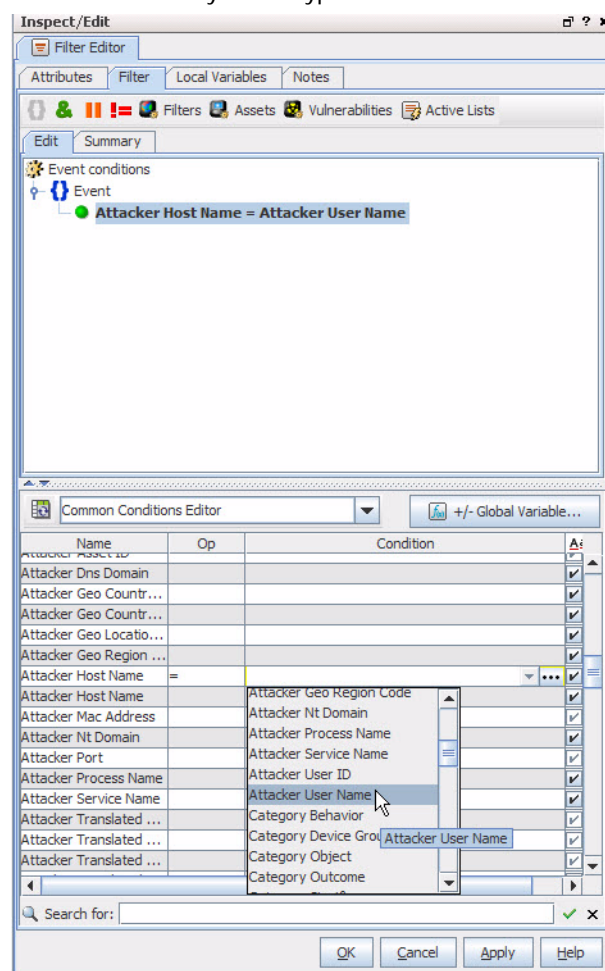 Inspect/Edit
Filter Editor
Attributes Filter Local Variables Notes
Filters Assets Vulnerabilities Active Lists
Edit Summary
Event conditions
Event
Attacker Host Name = Attacker User Name
Common Conditions Editor
+/- Global Variable...
Name Op Condition
Attacker Asset ID
Attacker Dns Domain
Attacker Geo Countr...
Attacker Geo Countr...
Attacker Geo Locatio...
Attacker Geo Region ...
Attacker Host Name =
Attacker Host Name
Attacker Mac Address
Attacker Nt Domain
Attacker Port
Attacker Process Name
Attacker Service Name
Attacker Translated ...
Attacker Translated ...
Attacker Translated ...
Attacker Geo Region Code
Attacker Nt Domain
Attacker Process Name
Attacker Service Name
Attacker User ID
Attacker User Name
Category Behavior
Category Device Grou
Attacker User Name
Category Object
Category Outcome
Search for:
OK Cancel Apply Help